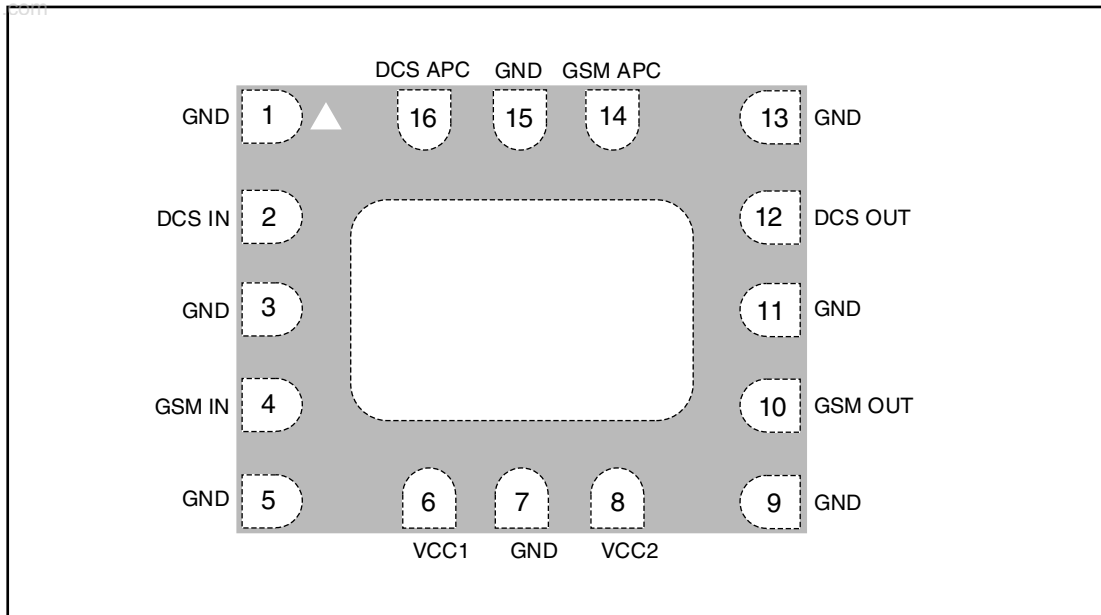 .com
DCS APC GND GSM APC
GND 1 16 15 14 13 GND
DCS IN 2 12 DCS OUT
GND 3 11 GND
GSM IN 4 10 GSM OUT
GND 5 6 7 8 9 GND
VCC1 GND VCC2